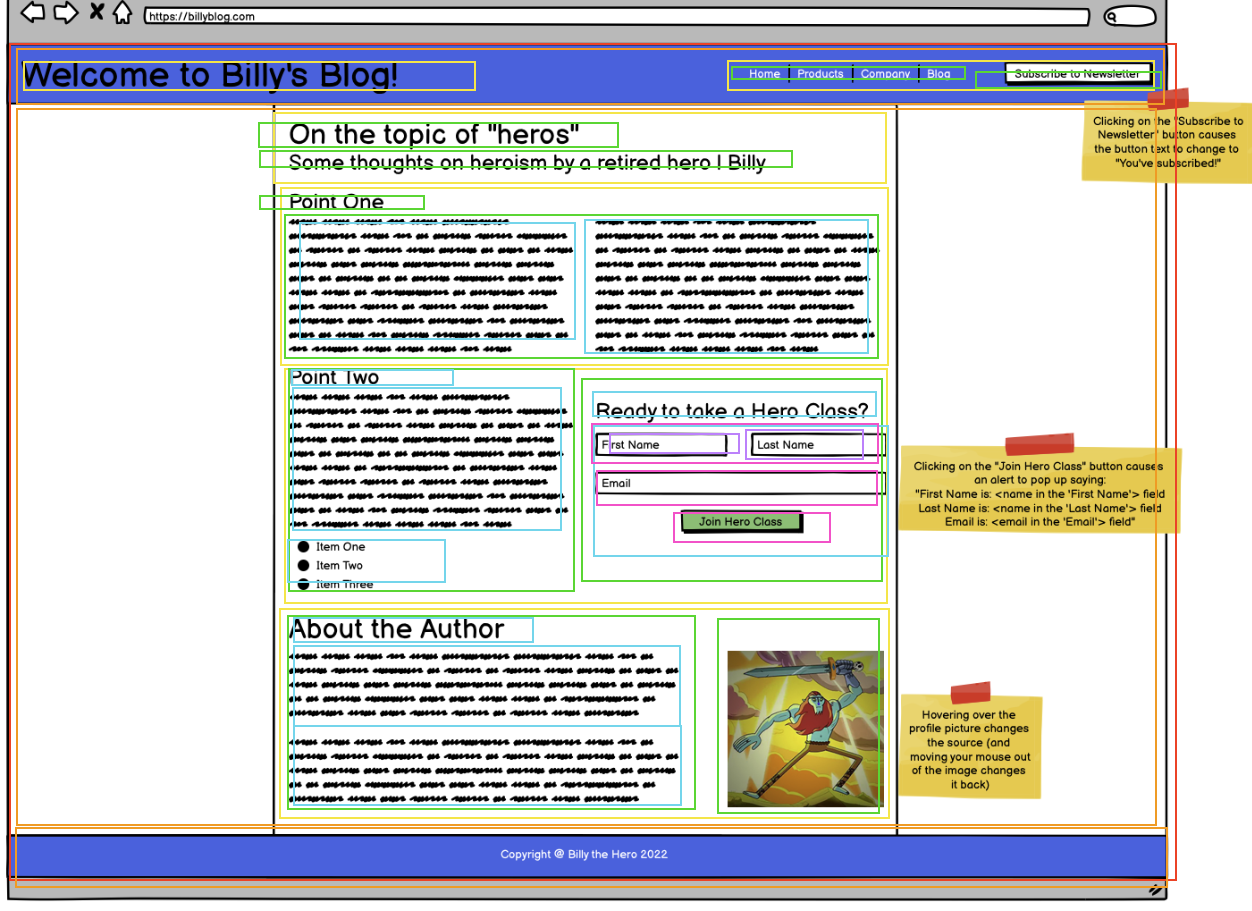 https://billyblog.com
Welcome to Billy's Blog!
Home
Products
Company
Blog
Subscribe to Newsletter
Clicking on the "Subscribe to
Newsletter" button causes
the button text to change to
"You've subscribed!"
On the topic of "heros"
Some thoughts on heroism by a retired hero | Billy
Point One
Point Two
Item One
Item Two
Item Three
Ready to take a Hero Class?
First Name
Last Name
Email
Join Hero Class
Clicking on the "Join Hero Class" button causes
an alert to pop up saying:
"First Name is: <name in the 'First Name'> field
Last Name is: <name in the 'Last Name'> field
Email is: <email in the 'Email'> field"
About the Author
Hovering over the
profile picture changes
the source (and
moving your mouse out
of the image changes
it back)
Copyright @ Billy the Hero 2022